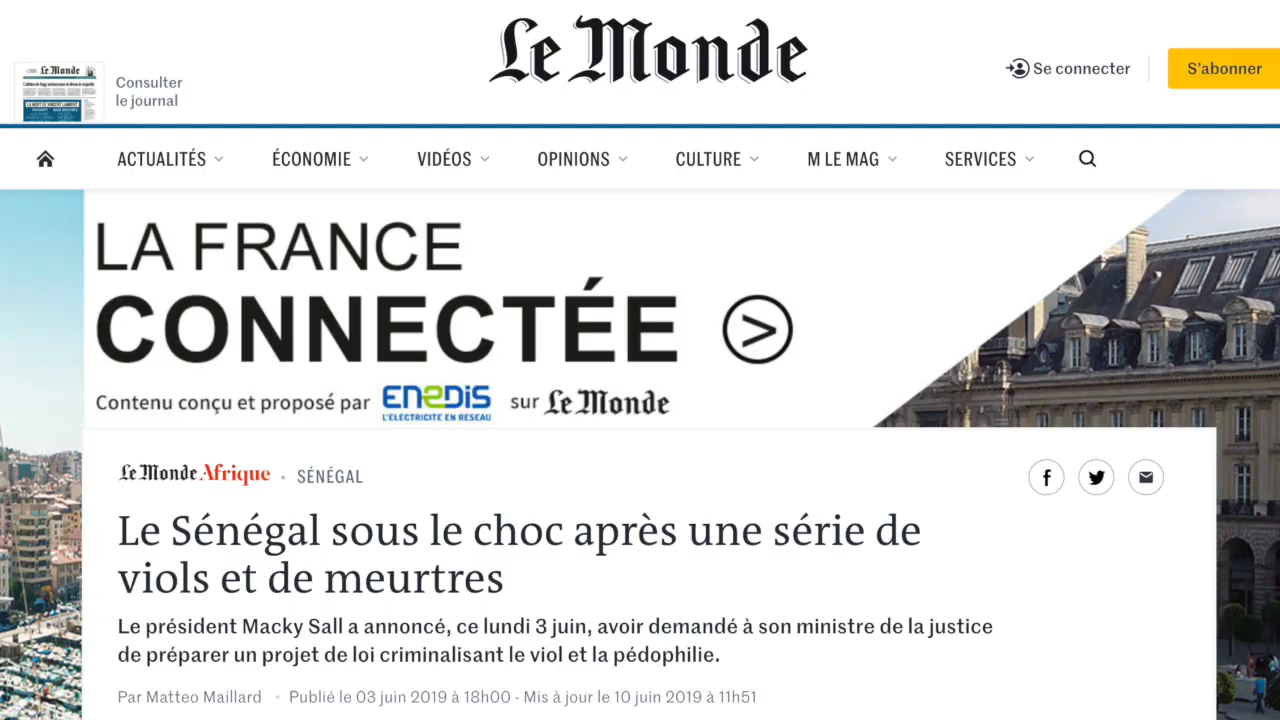 Le Monde
Le Monde
Consulter
le journal
Se connecter
S'abonner
ACTUALITÉS
ÉCONOMIE
VIDÉOS
OPINIONS
CULTURE
M LE MAG
SERVICES
LA FRANCE
CONNECTÉE >
Contenu conçu et proposé par ENEDIS sur Le Monde
L'ELECTRICITE EN RESEAU
Le Monde Afrique • SÉNÉGAL
Le Sénégal sous le choc après une série de
viols et de meurtres
Le président Macky Sall a annoncé, ce lundi 3 juin, avoir demandé à son ministre de la justice
de préparer un projet de loi criminalisant le viol et la pédophilie.
Par Matteo Maillard • Publié le 03 juin 2019 à 18h00 - Mis à jour le 10 juin 2019 à 11h51